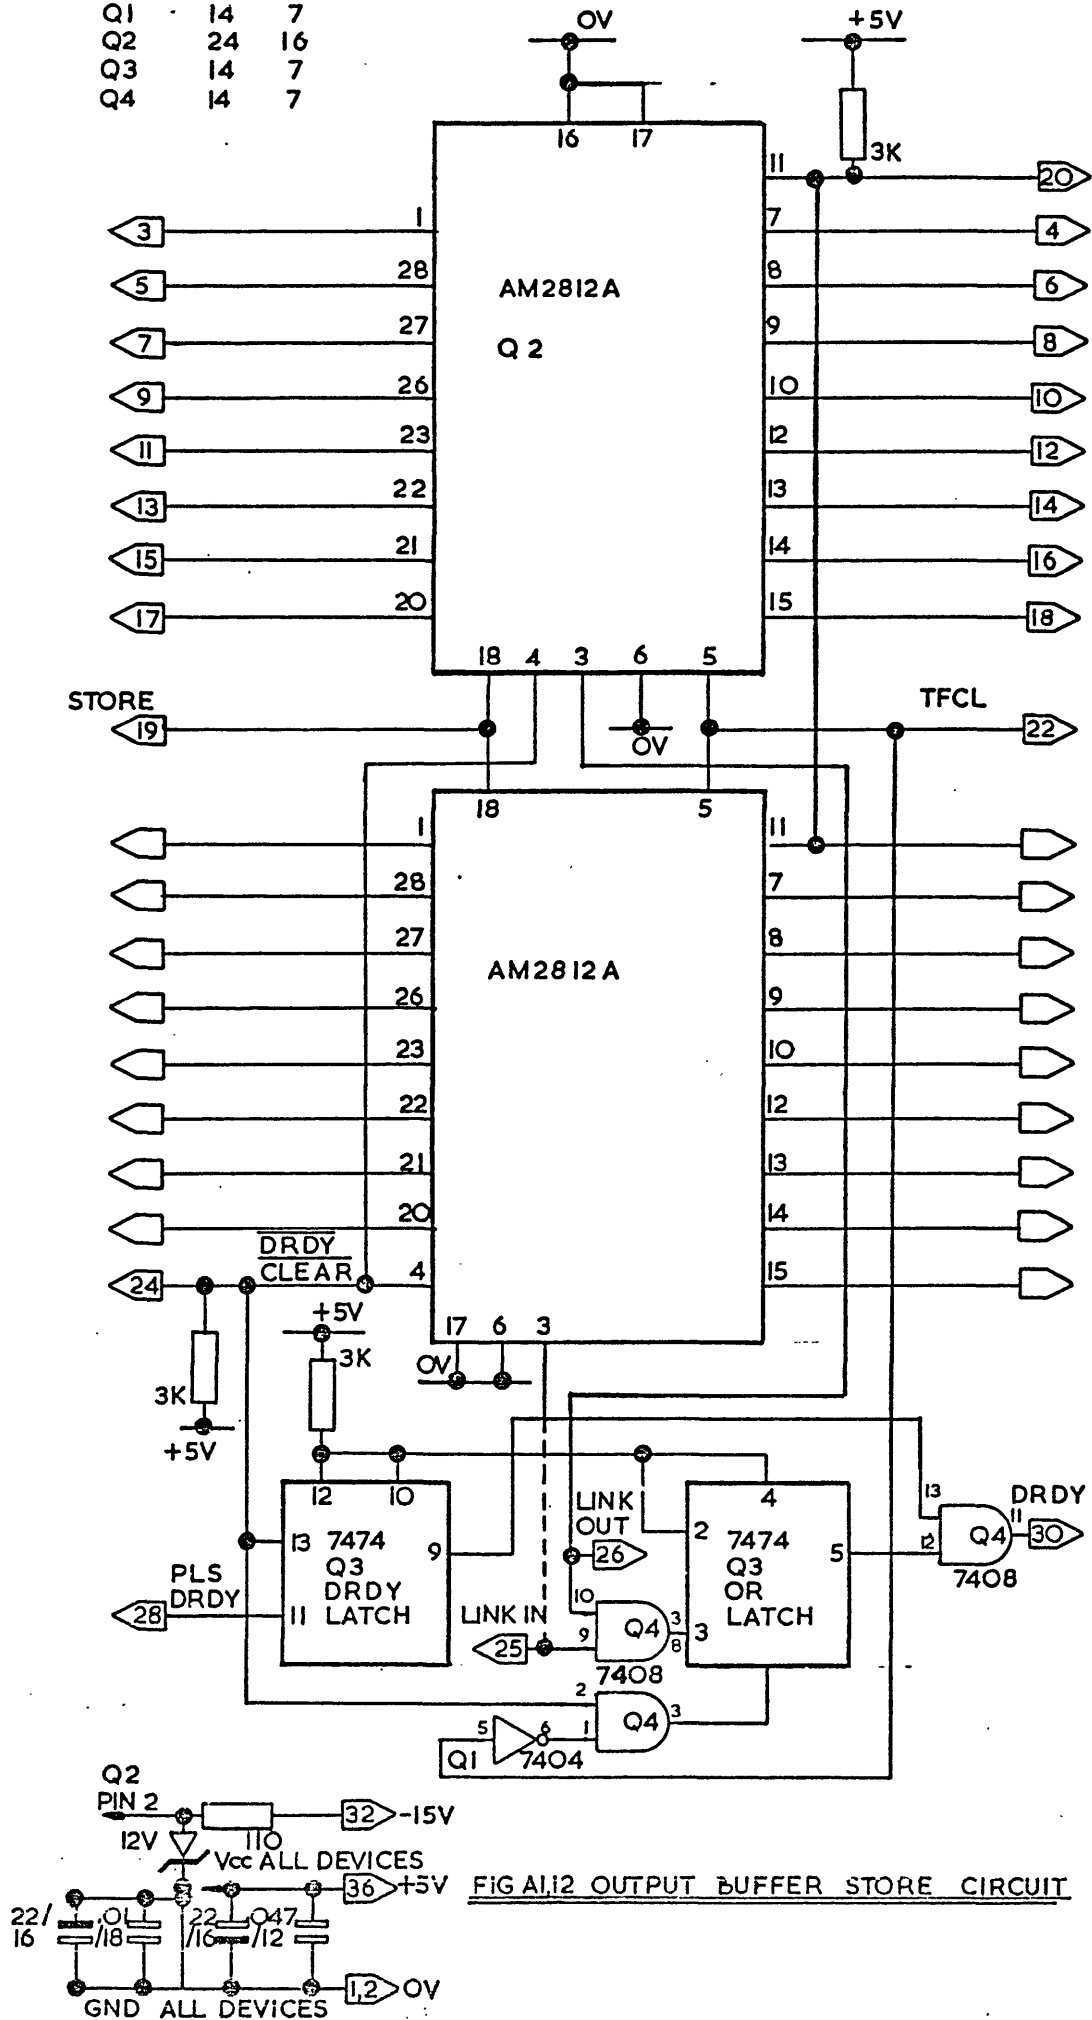 Q1 14 7
Q2 24 16
Q3 14 7
Q4 14 7
0V
+5V
16 17
3K
11 20
3 1 7 4
5 28 8 6
7 27 9 8
9 26 10 10
11 23 12 12
13 22 13 14
15 21 14 16
17 20 15 18
AM2812A
Q2
18 4 3 6 5
STORE
19
0V
TFCL
22
18 5
1 11
28 7
27 8
26 9
23 10
22 12
21 13
20 14
AM2812A
DRDY
CLEAR
24 4 15
17 6 3
+5V
3K
0V
3K
+5V
12 10
13 7474
Q3
DRDY
LATCH
9
11
PLS
DRDY
28
LINK
OUT
26
LINK IN
25
10
9
Q4
3
8
7408
4
2
7474
Q3
OR
LATCH
5
3
13
12
Q4
11
7408
DRDY
30
2
1
Q4
3
5
6
Q1
7404
Q2
PIN 2
12V
110
32 -15V
Vcc ALL DEVICES
36 +5V
22/
16
.01
/18
22
/16
.047
/12
1,2 0V
GND ALL DEVICES
FIG A1,12 OUTPUT BUFFER STORE CIRCUIT